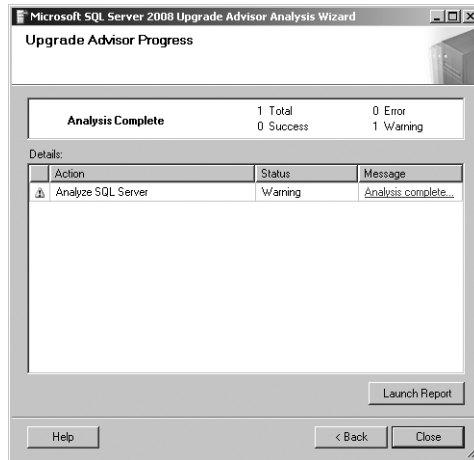 Microsoft SQL Server 2008 Upgrade Advisor Analysis Wizard
Upgrade Advisor Progress
Analysis Complete
1 Total
0 Error
0 Success
1 Warning
Details:
Action Status Message
Analyze SQL Server Warning Analysis complete...
Launch Report
Help < Back Close